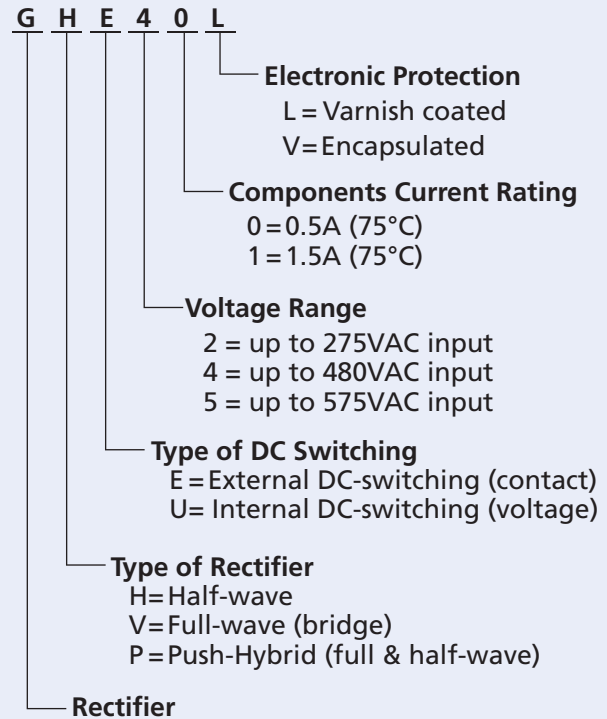 G H E 4 0 L
Electronic Protection
L = Varnish coated
V=Encapsulated
Components Current Rating
0=0.5A (75°C)
1=1.5A (75°C)
Voltage Range
2 = up to 275VAC input
4 = up to 480VAC input
5 = up to 575VAC input
Type of DC Switching
E=External DC-switching (contact)
U= Internal DC-switching (voltage)
Type of Rectifier
H=Half-wave
V=Full-wave (bridge)
P=Push-Hybrid (full & half-wave)
Rectifier